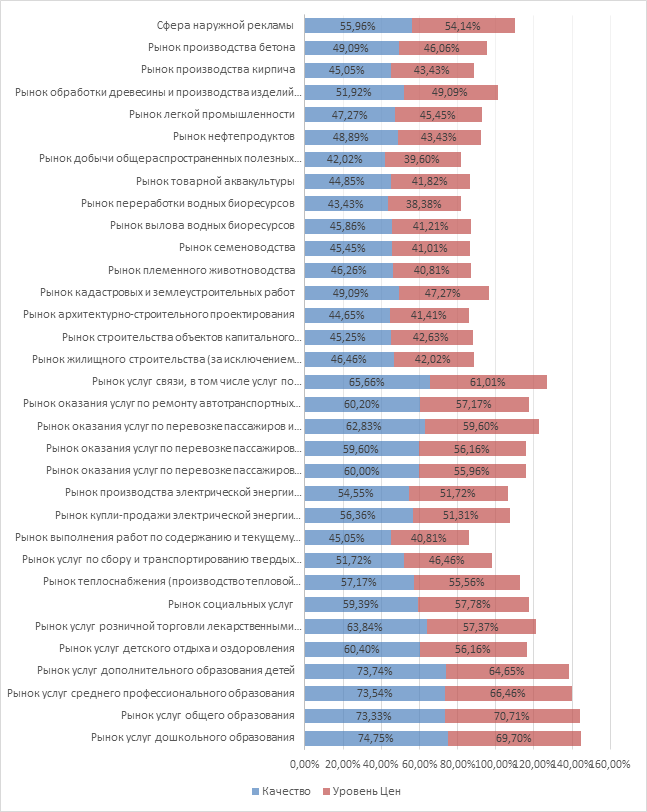 Сфера наружной рекламы 55,96% 54,14%
Рынок производства бетона 49,09% 46,06%
Рынок производства кирпича 45,05% 43,43%
Рынок обработки древесины и производства изделий... 51,92% 49,09%
Рынок легкой промышленности 47,27% 45,45%
Рынок нефтепродуктов 48,89% 43,43%
Рынок добычи общераспространенных полезных... 42,02% 39,60%
Рынок товарной аквакультуры 44,85% 41,82%
Рынок переработки водных биоресурсов 43,43% 38,38%
Рынок вылова водных биоресурсов 45,86% 41,21%
Рынок семеноводства 45,45% 41,01%
Рынок племенного животноводства 46,26% 40,81%
Рынок кадастровых и землеустроительных работ 49,09% 47,27%
Рынок архитектурно-строительного проектирования 44,65% 41,41%
Рынок строительства объектов капитального... 45,25% 42,63%
Рынок жилищного строительства (за исключением... 46,46% 42,02%
Рынок услуг связи, в том числе услуг по... 65,66% 61,01%
Рынок оказания услуг по ремонту автотранспортных... 60,20% 57,17%
Рынок оказания услуг по перевозке пассажиров и... 62,83% 59,60%
Рынок оказания услуг по перевозке пассажиров... 59,60% 56,16%
Рынок оказания услуг по перевозке пассажиров... 60,00% 55,96%
Рынок производства электрической энергии... 54,55% 51,72%
Рынок купли-продажи электрической энергии... 56,36% 51,31%
Рынок выполнения работ по содержанию и текущему... 45,05% 40,81%
Рынок услуг по сбору и транспортированию твердых... 51,72% 46,46%
Рынок теплоснабжения (производство тепловой... 57,17% 55,56%
Рынок социальных услуг 59,39% 57,78%
Рынок услуг розничной торговли лекарственными... 63,84% 57,37%
Рынок услуг детского отдыха и оздоровления 60,40% 56,16%
Рынок услуг дополнительного образования детей 73,74% 64,65%
Рынок услуг среднего профессионального образования 73,54% 66,46%
Рынок услуг общего образования 73,33% 70,71%
Рынок услуг дошкольного образования 74,75% 69,70%
0,00% 20,00% 40,00% 60,00% 80,00% 100,00% 120,00% 140,00% 160,00%
Качество Уровень Цен